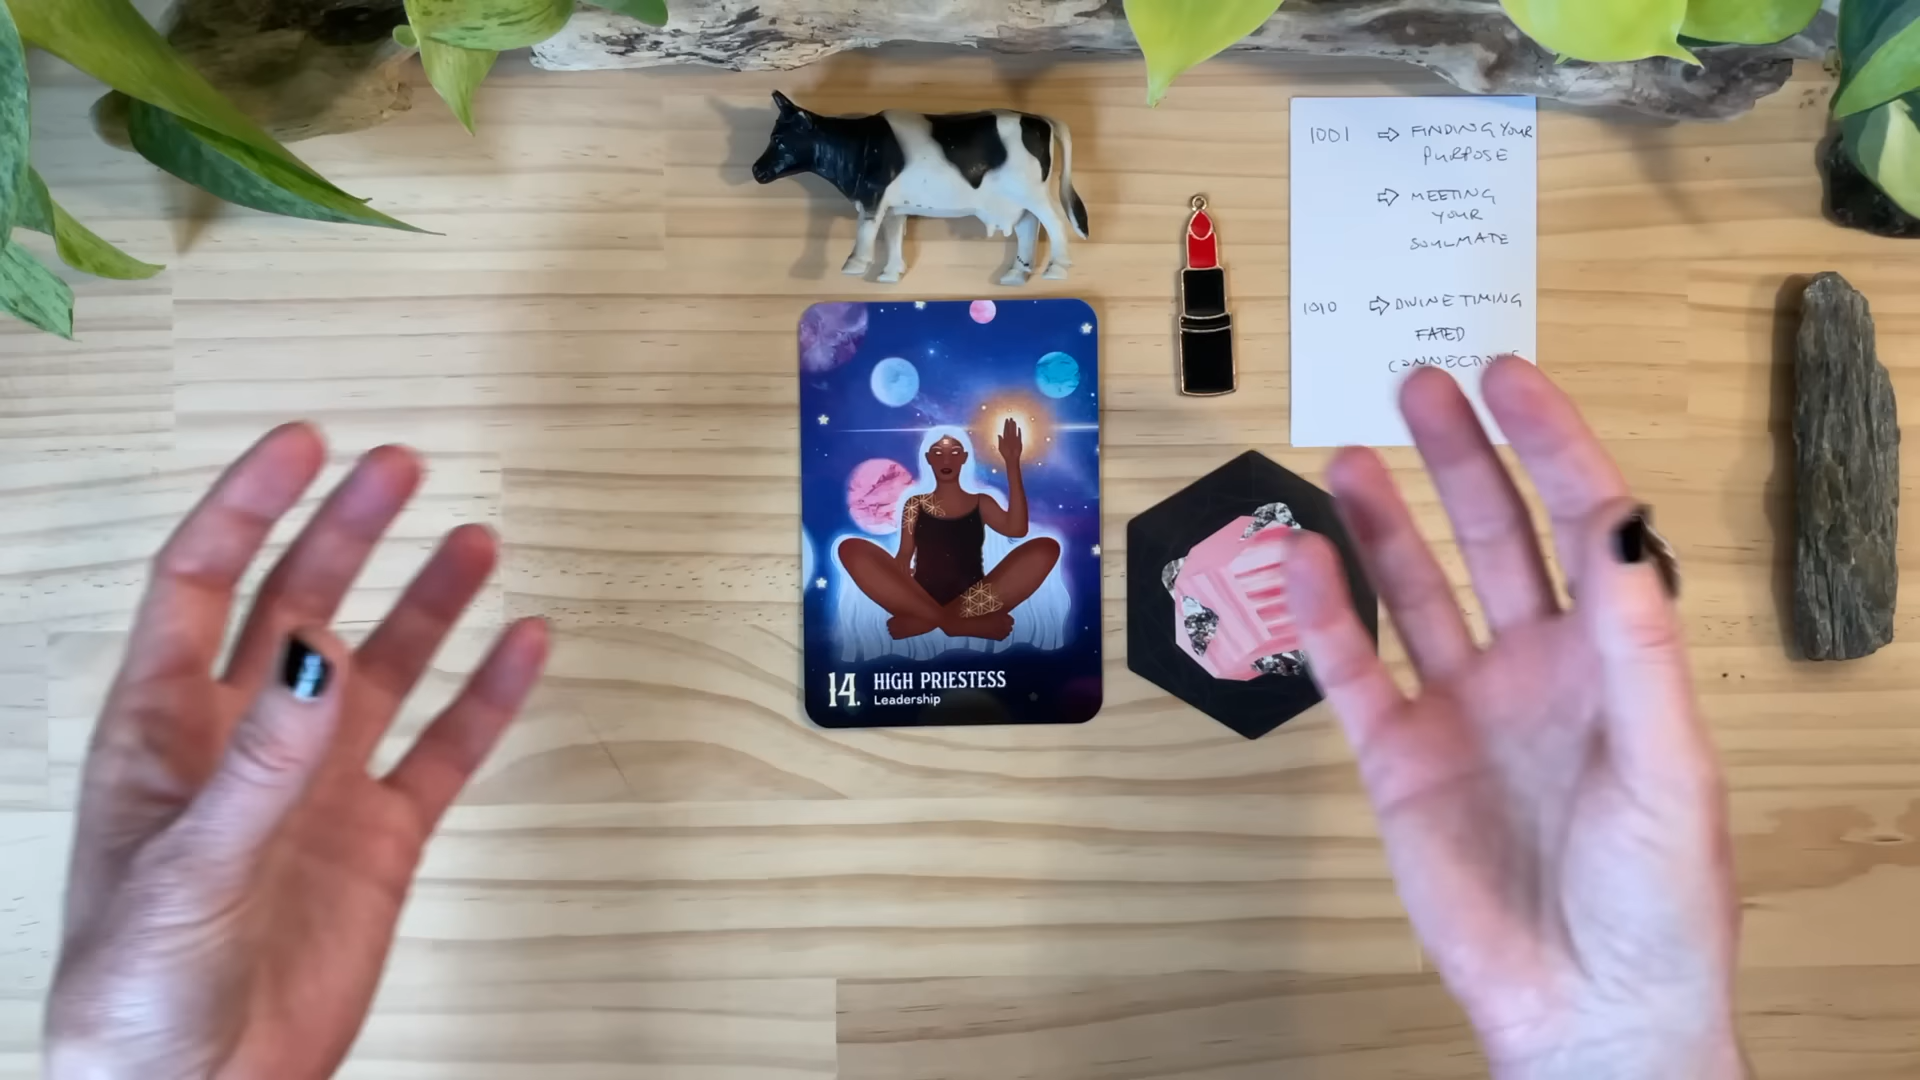 1001 ⇨ FINDING YOUR
PURPOSE
⇨ MEETING
YOUR
SOULMATE
1010 ⇨ DIVINE TIMING
FATED
14. HIGH PRIESTESS
Leadership